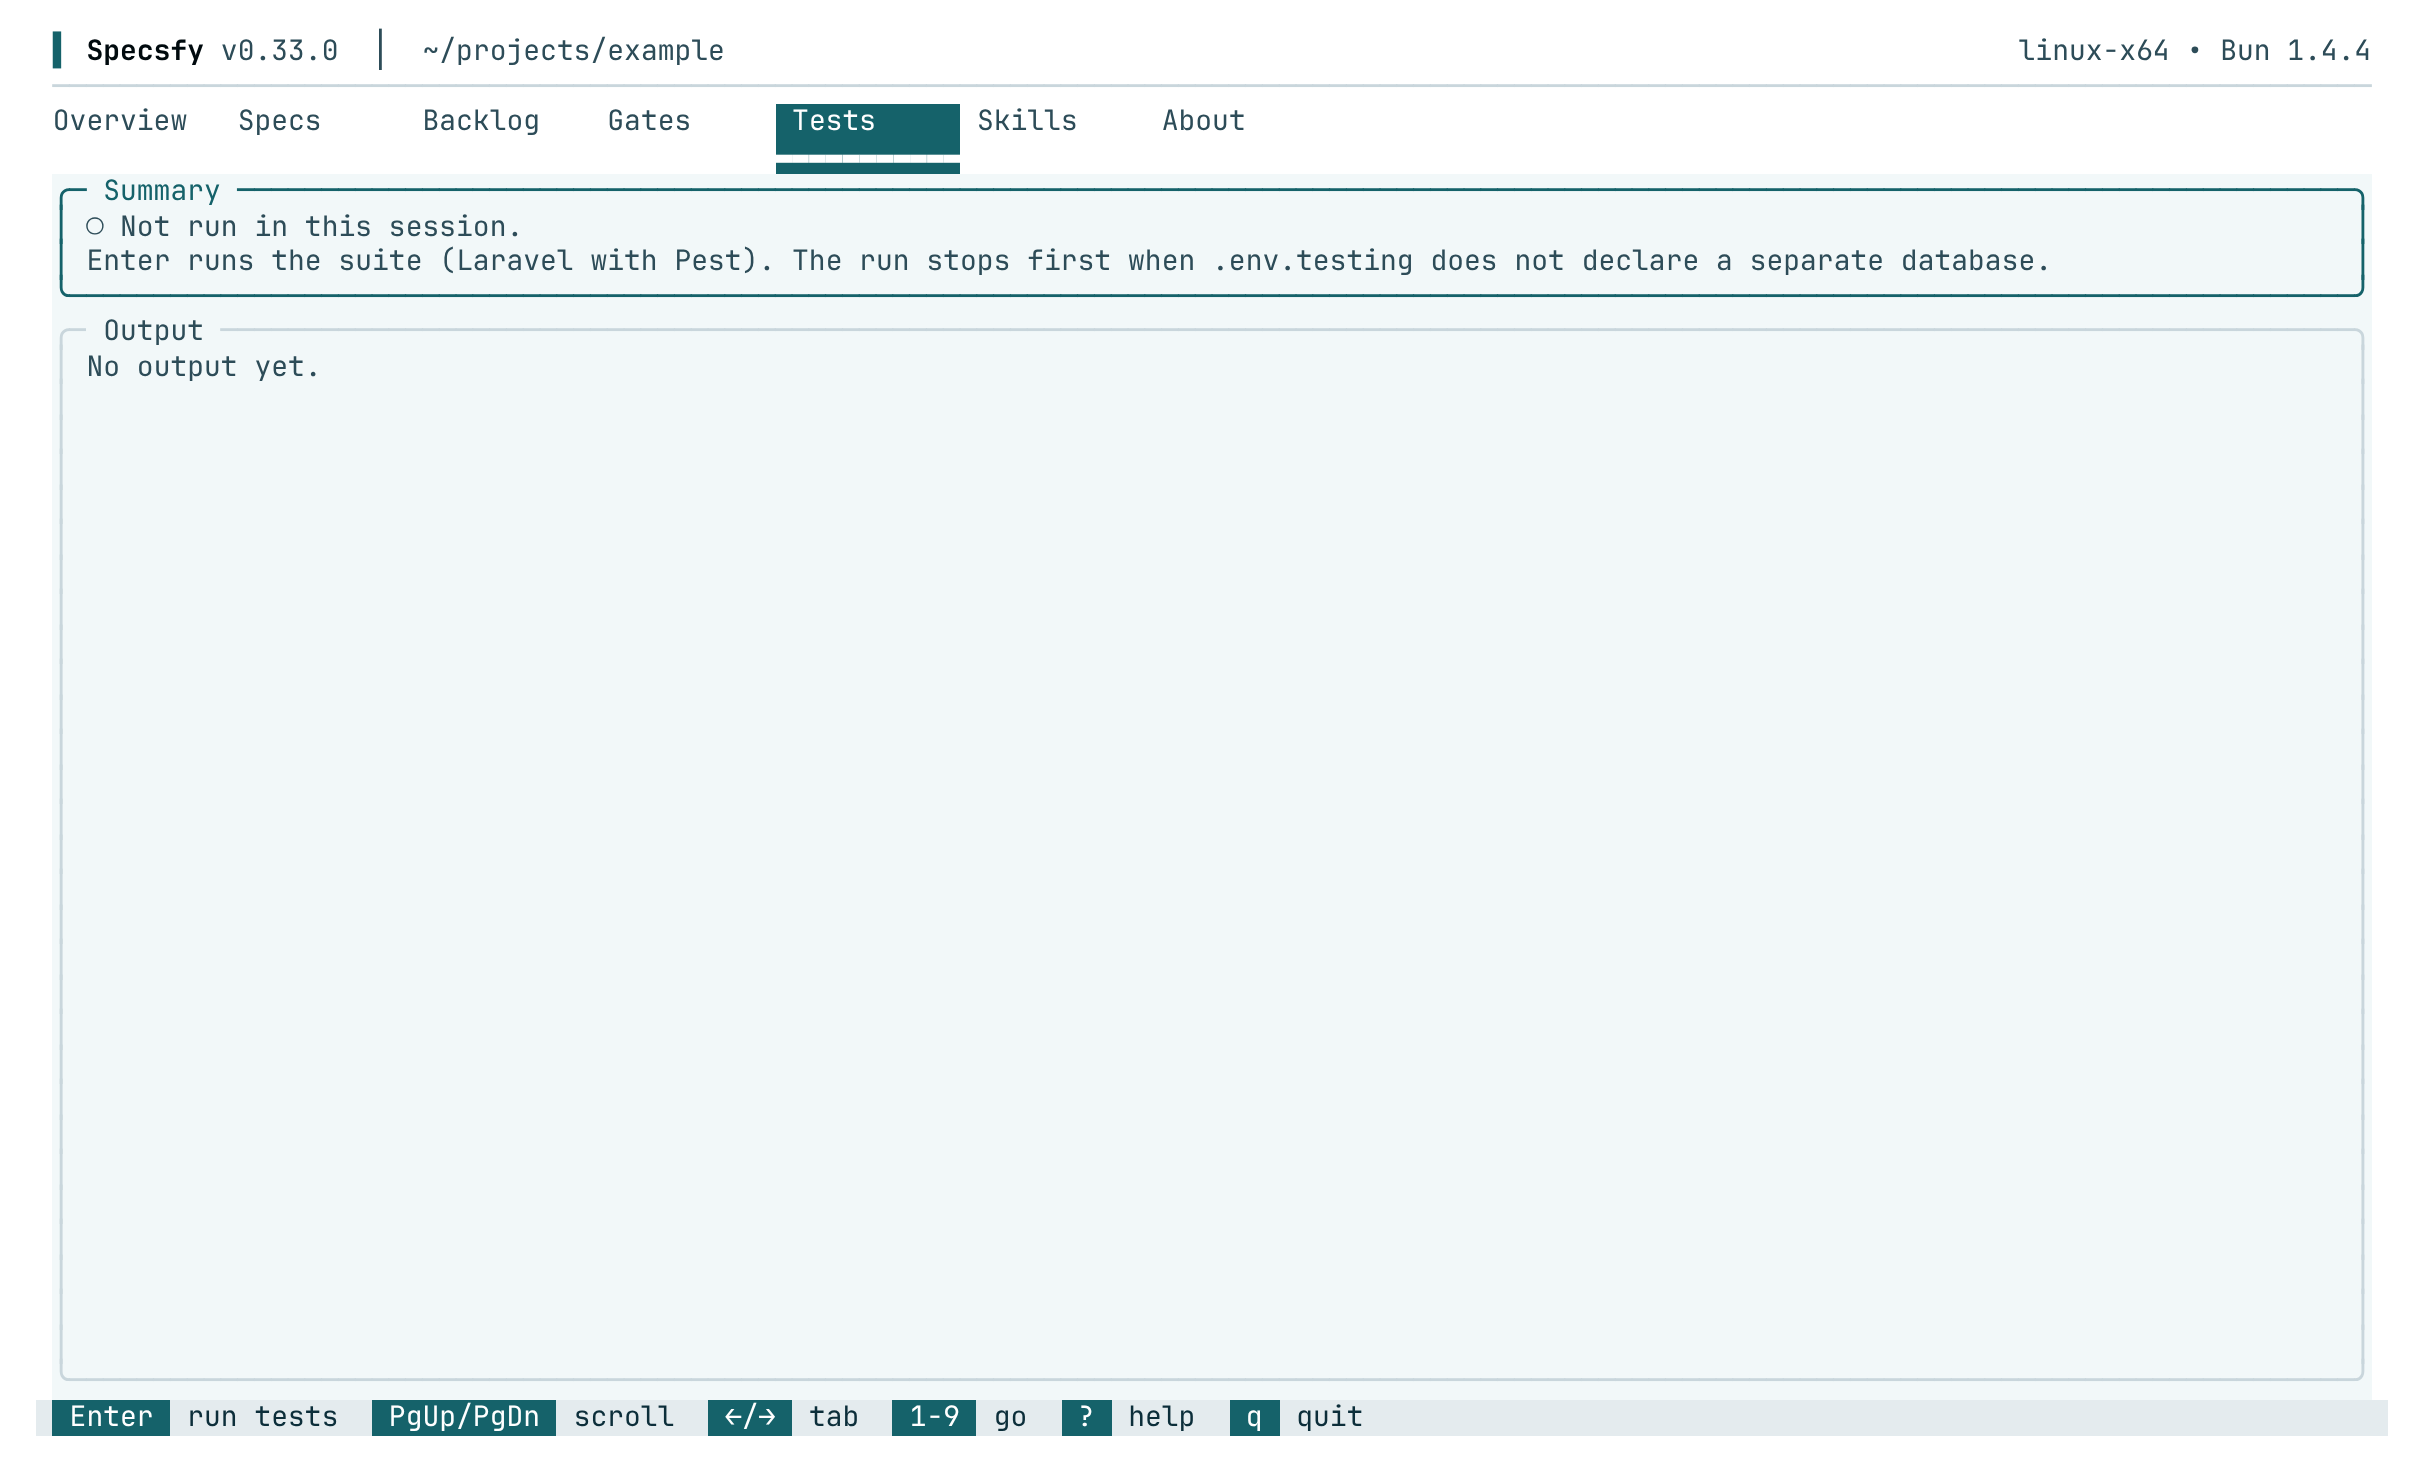 Specsfy v0.33.0 │ ~/projects/example linux-x64 • Bun 1.4.4
Overview Specs Backlog Gates Tests Skills About
Summary
○ Not run in this session.
Enter runs the suite (Laravel with Pest). The run stops first when .env.testing does not declare a separate database.
Output
No output yet.
Enter run tests PgUp/PgDn scroll ←/→ tab 1-9 go ? help q quit